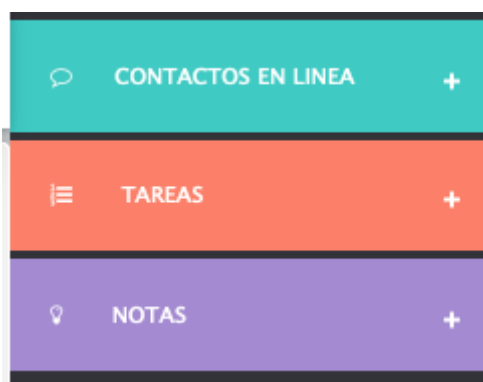 CONTACTOS EN LINEA +
TAREAS +
NOTAS +